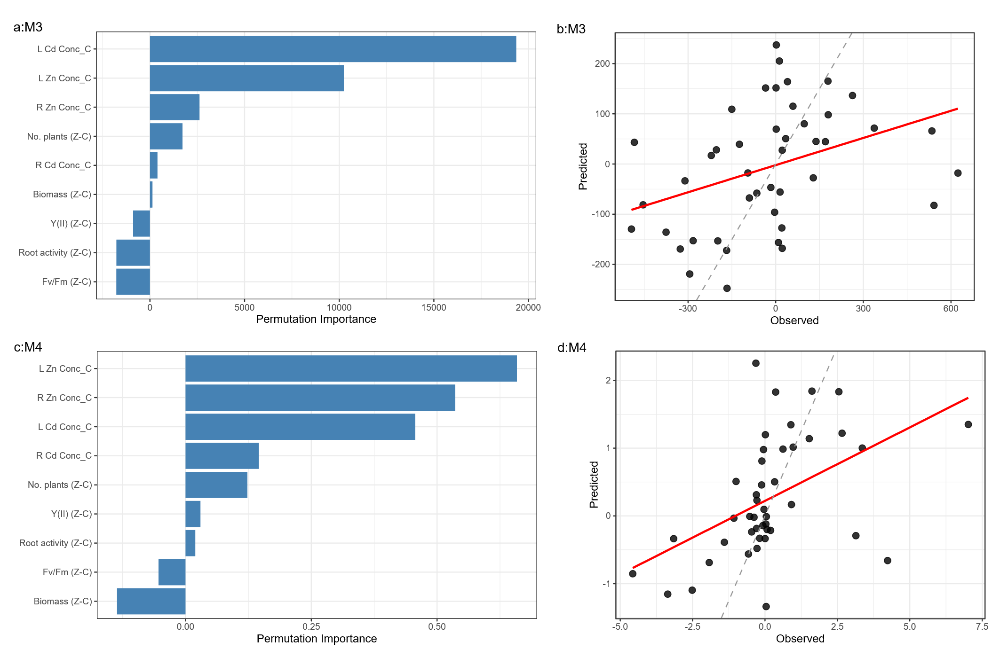 a:M3
L Cd Conc_C
L Zn Conc_C
R Zn Conc_C
No. plants (Z-C)
R Cd Conc_C
Biomass (Z-C)
Y(II) (Z-C)
Root activity (Z-C)
Fv/Fm (Z-C)
0 5000 10000 15000 20000
Permutation Importance
b:M3
200
100
0
-100
-200
Predicted
-300 0 300 600
Observed
c:M4
L Zn Conc_C
R Zn Conc_C
L Cd Conc_C
R Cd Conc_C
No. plants (Z-C)
Y(II) (Z-C)
Root activity (Z-C)
Fv/Fm (Z-C)
Biomass (Z-C)
0.00 0.25 0.50
Permutation Importance
d:M4
2
1
0
-1
Predicted
-5.0 -2.5 0.0 2.5 5.0 7.5
Observed